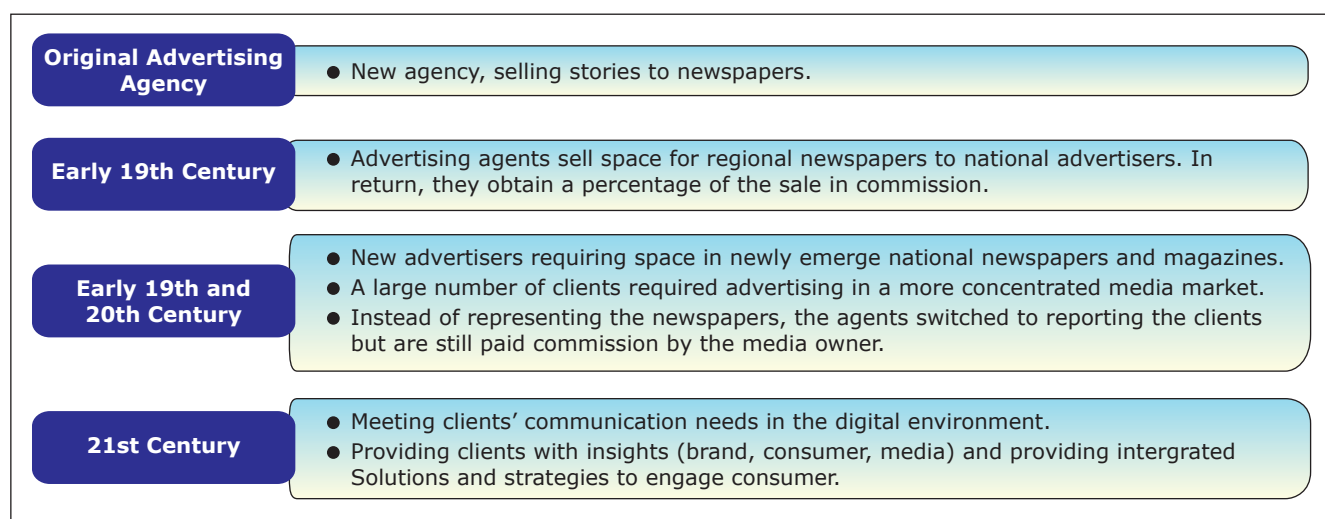 Original Advertising
Agency
● New agency, selling stories to newspapers.
Early 19th Century
● Advertising agents sell space for regional newspapers to national advertisers. In
return, they obtain a percentage of the sale in commission.
Early 19th and
20th Century
● New advertisers requiring space in newly emerge national newspapers and magazines.
● A large number of clients required advertising in a more concentrated media market.
● Instead of representing the newspapers, the agents switched to reporting the clients
but are still paid commission by the media owner.
21st Century
● Meeting clients’ communication needs in the digital environment.
● Providing clients with insights (brand, consumer, media) and providing intergrated
Solutions and strategies to engage consumer.